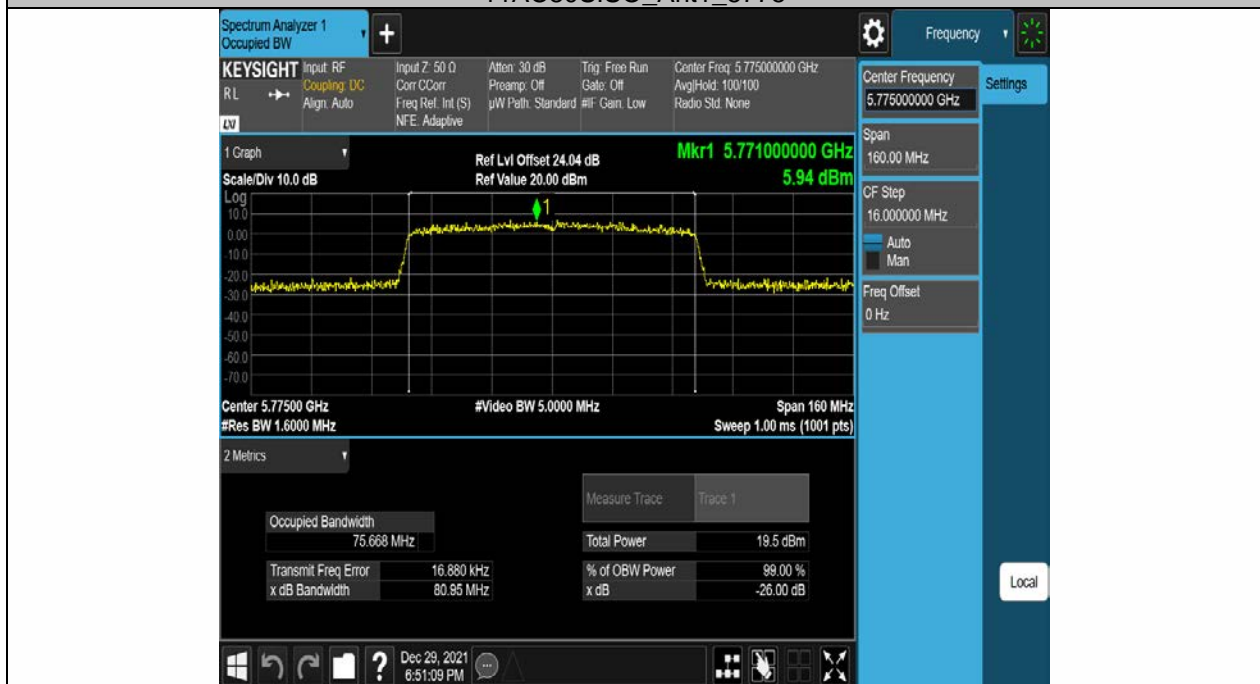 Spectrum Analyzer 1
Occupied BW
+
Frequency
KEYSIGHT
RL
LXI
Input: RF
Coupling: DC
Align: Auto
Input Z: 50 Ω
Corr CCorr
Freq Ref: Int (S)
NFE: Adaptive
Atten: 30 dB
Preamp: Off
µW Path: Standard
Trig: Free Run
Gate: Off
#IF Gain: Low
Center Freq: 5.775000000 GHz
Avg|Hold: 100/100
Radio Std: None
Center Frequency
5.775000000 GHz
Settings
Span
160.00 MHz
CF Step
16.000000 MHz
Auto
Man
Freq Offset
0 Hz
Local
1 Graph
Scale/Div 10.0 dB
Ref Lvl Offset 24.04 dB
Ref Value 20.00 dBm
Mkr1 5.771000000 GHz
5.94 dBm
Log
1
10.0
0.00
-10.0
-20.0
-30.0
-40.0
-50.0
-60.0
-70.0
Center 5.77500 GHz
#Video BW 5.0000 MHz
Span 160 MHz
#Res BW 1.6000 MHz
Sweep 1.00 ms (1001 pts)
2 Metrics
Measure Trace Trace 1
Occupied Bandwidth
75.668 MHz
Total Power 19.5 dBm
Transmit Freq Error 16.880 kHz
% of OBW Power 99.00 %
x dB Bandwidth 80.95 MHz
x dB -26.00 dB
?
Dec 29, 2021
6:51:09 PM